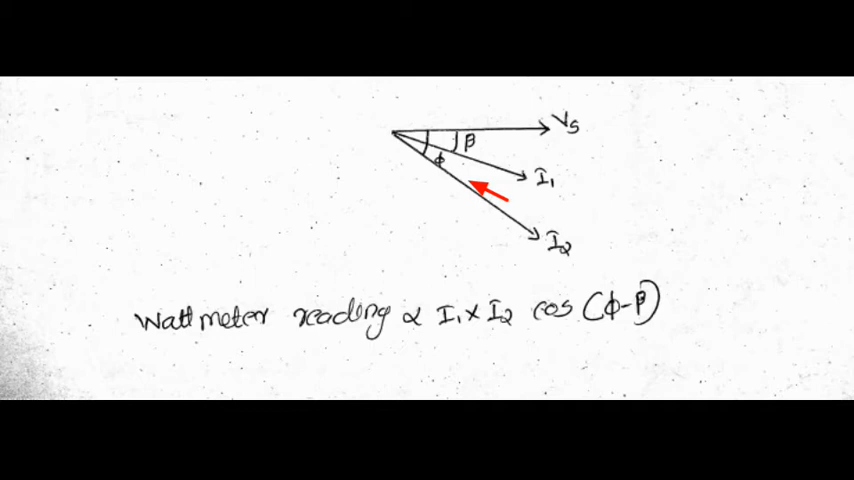 Vs
β
I₁
φ
I₂
Wattmeter reading α I₁ x I₂ cos (φ-β)